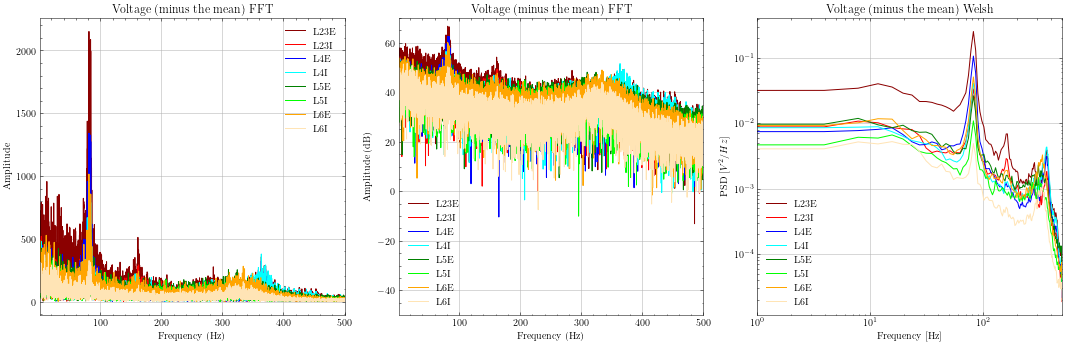 Voltage (minus the mean) FFT
Amplitude
2000
1500
1000
500
0
L23E
L23I
L4E
L4I
L5E
L5I
L6E
L6I
100
200
300
400
500
Frequency (Hz)
Voltage (minus the mean) FFT
Amplitude (dB)
60
40
20
0
−20
−40
L23E
L23I
L4E
L4I
L5E
L5I
L6E
L6I
100
200
300
400
500
Frequency (Hz)
Voltage (minus the mean) Welsh
PSD [V²/Hz]
10⁻¹
10⁻²
10⁻³
10⁻⁴
L23E
L23I
L4E
L4I
L5E
L5I
L6E
L6I
10⁰
10¹
10²
Frequency [Hz]